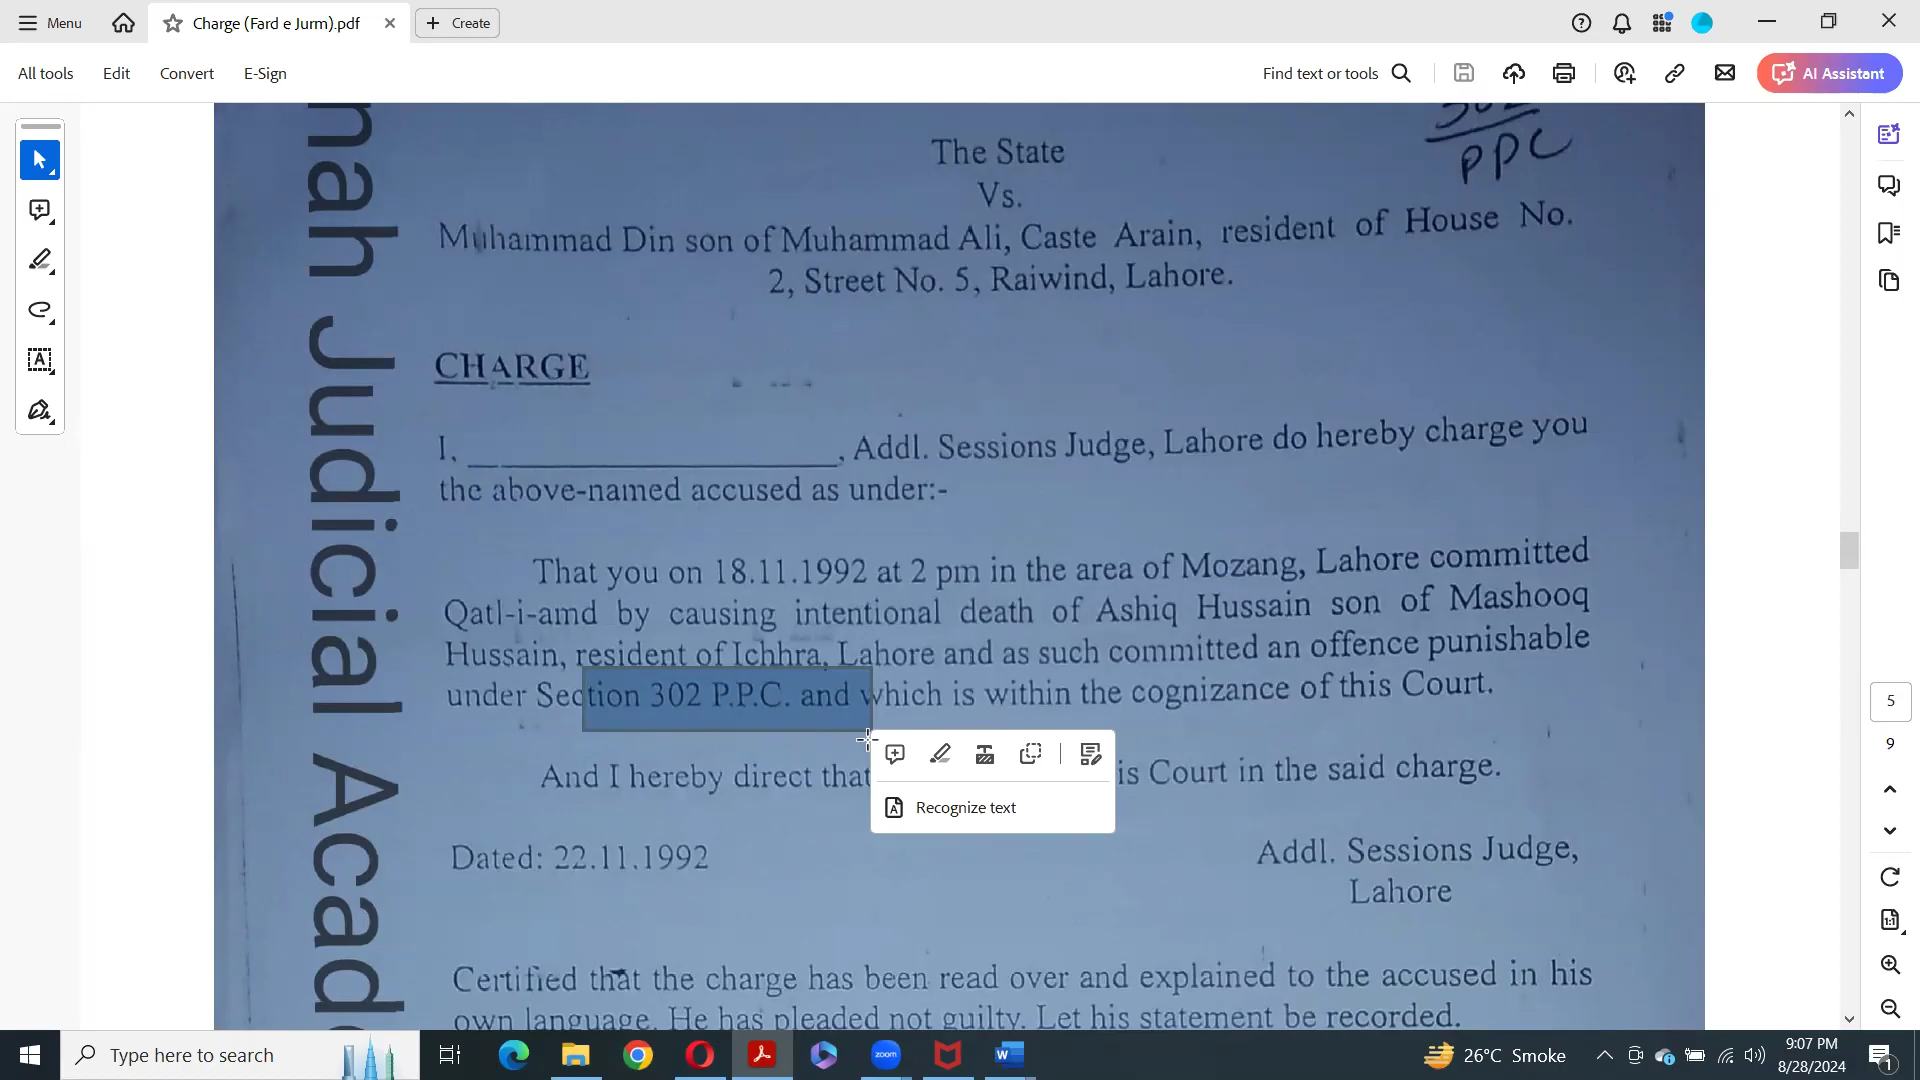 Menu
Charge (Fard e Jurm).pdf
Create
All tools
Edit
Convert
E-Sign
Find text or tools
AI Assistant
PPC
The State
Vs.
Muhammad Din son of Muhammad Ali, Caste Arain, resident of House No.
2, Street No. 5, Raiwind, Lahore.
CHARGE
I, ____________________, Addl. Sessions Judge, Lahore do hereby charge you
the above-named accused as under:-
That you on 18.11.1992 at 2 pm in the area of Mozang, Lahore committed
Qatl-i-amd by causing intentional death of Ashiq Hussain son of Mashooq
Hussain, resident of Ichhra, Lahore and as such committed an offence punishable
under Section 302 P.P.C. and which is within the cognizance of this Court.
And I hereby direct that
is Court in the said charge.
Recognize text
Dated: 22.11.1992
Addl. Sessions Judge,
Lahore
Certified that the charge has been read over and explained to the accused in his
own language. He has pleaded not guilty. Let his statement be recorded.
Judicial
5
9
Type here to search
zoom
26°C Smoke
9:07 PM
8/28/2024
1